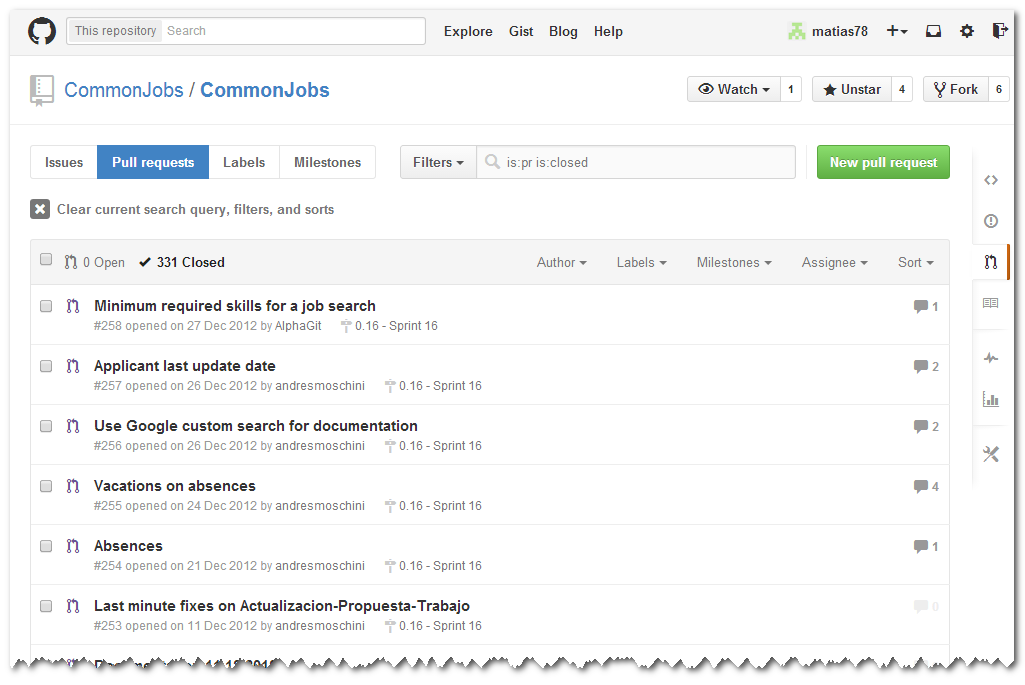 This repository Search Explore Gist Blog Help matias78
CommonJobs / CommonJobs Watch 1 Unstar 4 Fork 6
Issues Pull requests Labels Milestones Filters is:pr is:closed New pull request
Clear current search query, filters, and sorts
0 Open 331 Closed Author Labels Milestones Assignee Sort
Minimum required skills for a job search 1
#258 opened on 27 Dec 2012 by AlphaGit 0.16 - Sprint 16
Applicant last update date 2
#257 opened on 26 Dec 2012 by andresmoschini 0.16 - Sprint 16
Use Google custom search for documentation 2
#256 opened on 26 Dec 2012 by andresmoschini 0.16 - Sprint 16
Vacations on absences 4
#255 opened on 24 Dec 2012 by andresmoschini 0.16 - Sprint 16
Absences 1
#254 opened on 21 Dec 2012 by andresmoschini 0.16 - Sprint 16
Last minute fixes on Actualizacion-Propuesta-Trabajo 0
#253 opened on 11 Dec 2012 by andresmoschini 0.16 - Sprint 16